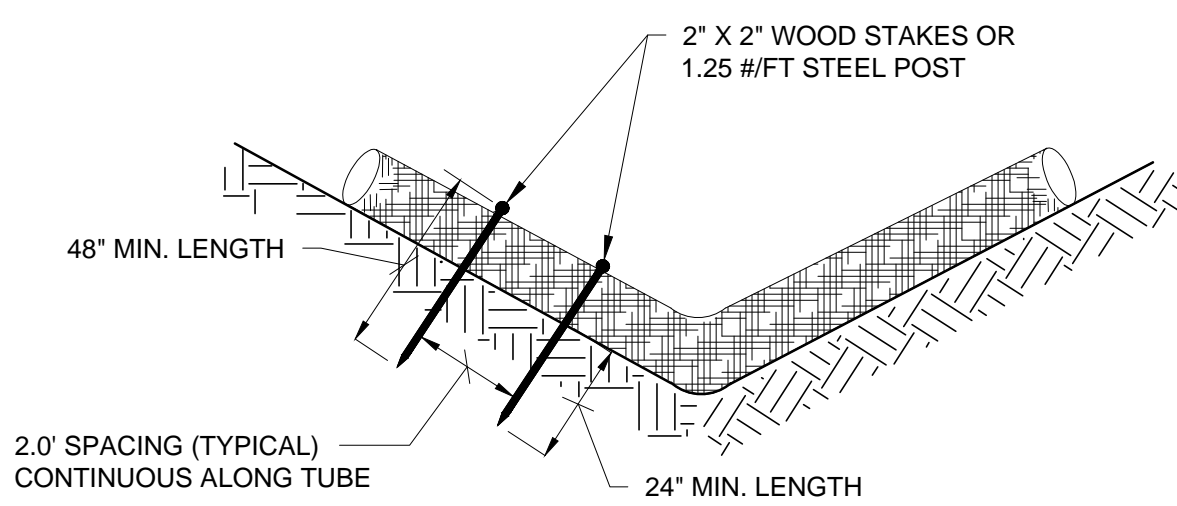 2" X 2" WOOD STAKES OR
1.25 #/FT STEEL POST
48" MIN. LENGTH
2.0' SPACING (TYPICAL)
CONTINUOUS ALONG TUBE
24" MIN. LENGTH